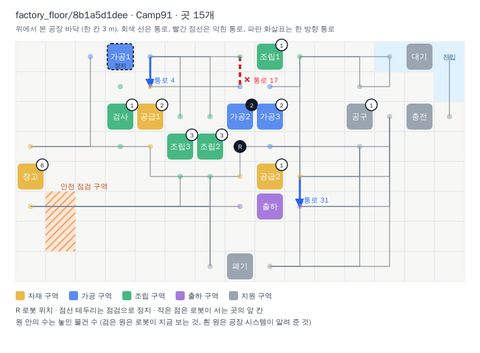 factory_floor/8b1a5d1dee · Camp91 · 곳 15개
위에서 본 공장 바닥 (한 칸 3 m). 회색 선은 통로, 빨간 점선은 막힌 통로, 파란 화살표는 한 방향 통로
가공1 조립1 1 대기 진입
정지
통로 4 ✕ 통로 17
검사 1 공급1 2 가공2 2 가공3 2 공구 1 충전
조립3 3 조립2 3 R
창고 6 공급2 1
안전 점검 구역
출하 통로 31
폐기
자재 구역 가공 구역 조립 구역 출하 구역 지원 구역
R 로봇 위치 · 점선 테두리는 점검으로 정지 · 작은 점은 로봇이 서는 곳의 앞 칸
원 안의 수는 놓인 물건 수 (검은 원은 로봇이 지금 보는 것, 흰 원은 공장 시스템이 알려 준 것)